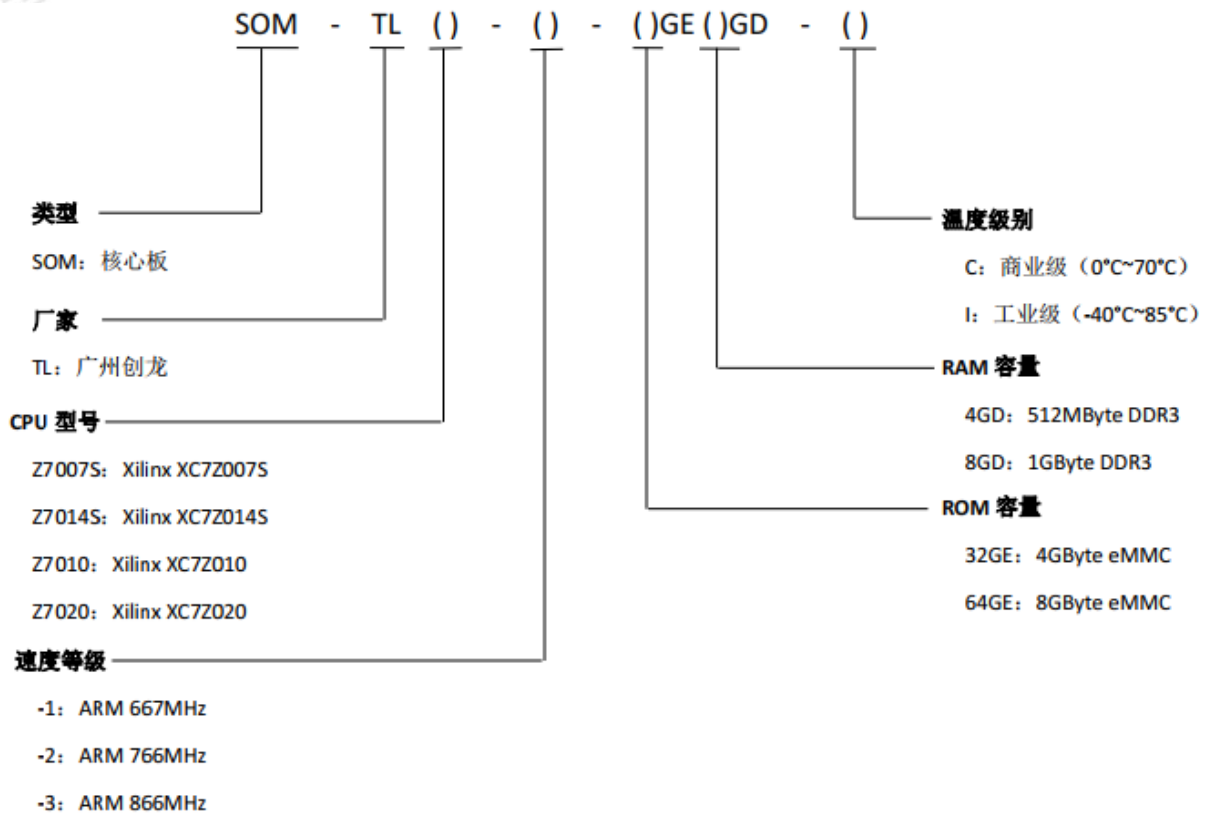 SOM - TL () - () - ()GE ()GD - ()
类型
SOM：核心板
厂家
TL：广州创龙
CPU 型号
Z7007S：Xilinx XC7Z007S
Z7014S：Xilinx XC7Z014S
Z7010：Xilinx XC7Z010
Z7020：Xilinx XC7Z020
速度等级
-1：ARM 667MHz
-2：ARM 766MHz
-3：ARM 866MHz
温度级别
C：商业级（0°C~70°C）
I：工业级（-40°C~85°C）
RAM 容量
4GD：512MByte DDR3
8GD：1GByte DDR3
ROM 容量
32GE：4GByte eMMC
64GE：8GByte eMMC